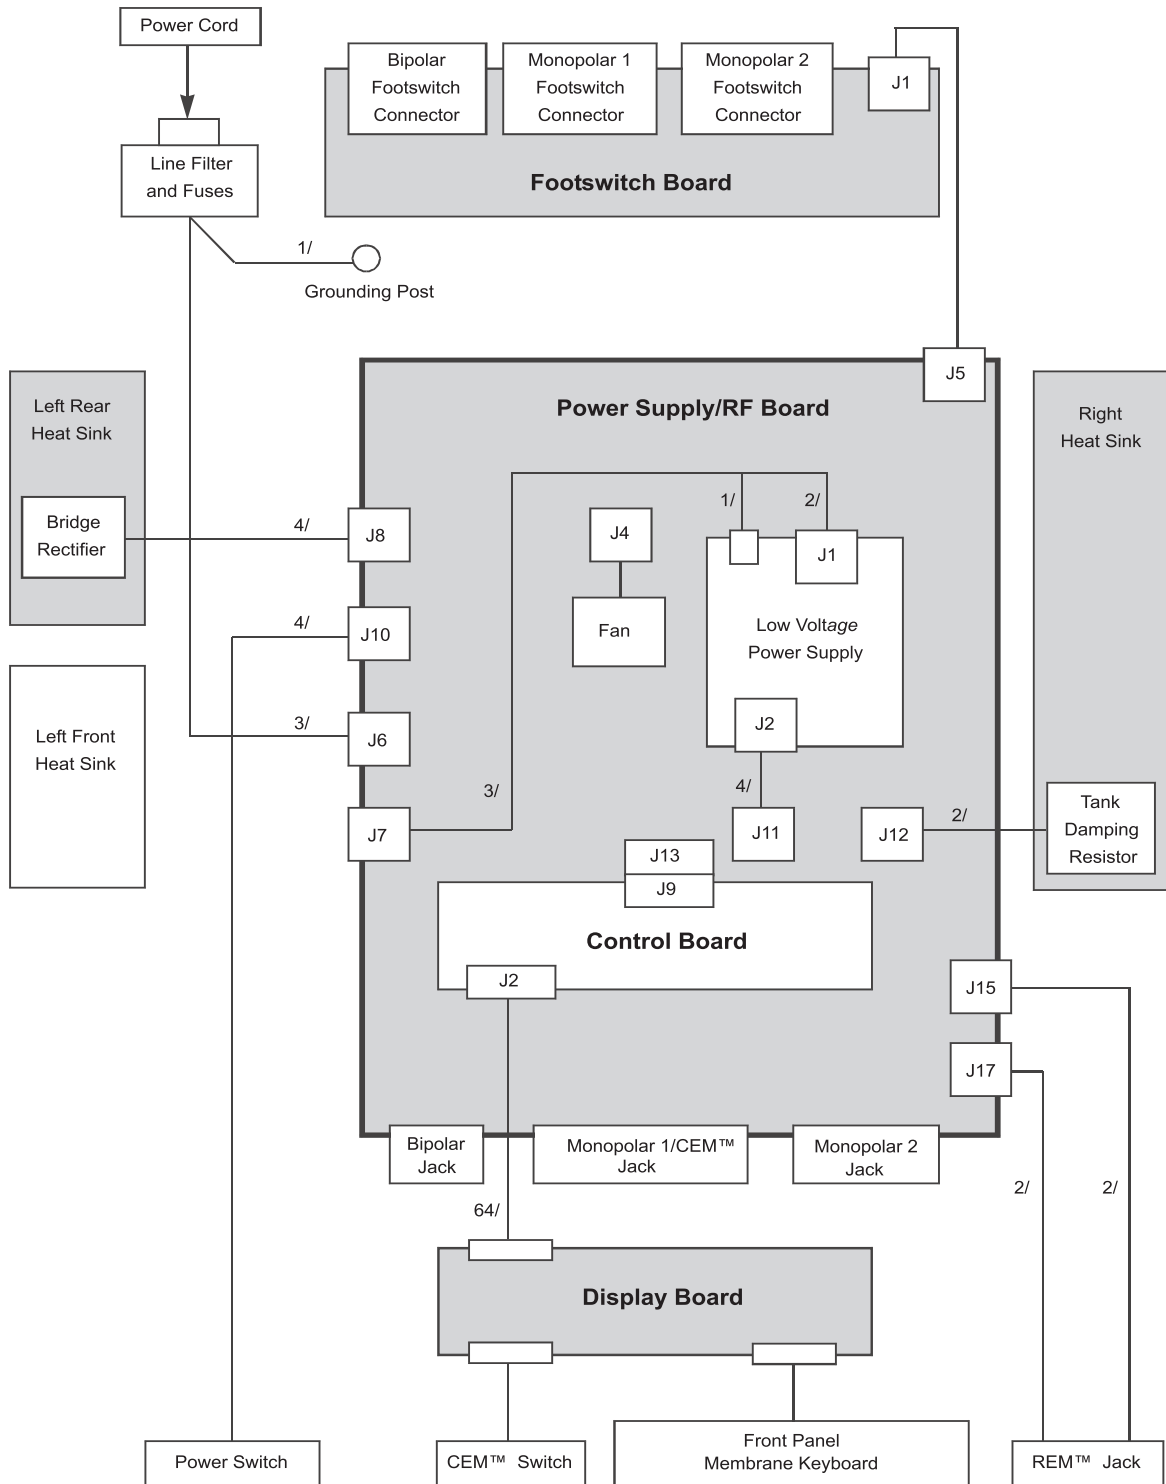 Power Cord
Bipolar
Footswitch
Connector
Monopolar 1
Footswitch
Connector
Monopolar 2
Footswitch
Connector
J1
Line Filter
and Fuses
Footswitch Board
1/
Grounding Post
J5
Left Rear
Heat Sink
Power Supply/RF Board
Right
Heat Sink
Bridge
Rectifier
4/
J8
J4
1/
2/
J1
4/
J10
Fan
Low Voltage
Power Supply
Left Front
Heat Sink
3/
J6
J2
3/
4/
J7
J11
J12
2/
Tank
Damping
Resistor
J13
J9
Control Board
J2
J15
J17
Bipolar
Jack
Monopolar 1/CEM™
Jack
Monopolar 2
Jack
64/
2/
2/
Display Board
Power Switch
CEM™ Switch
Front Panel
Membrane Keyboard
REM™ Jack